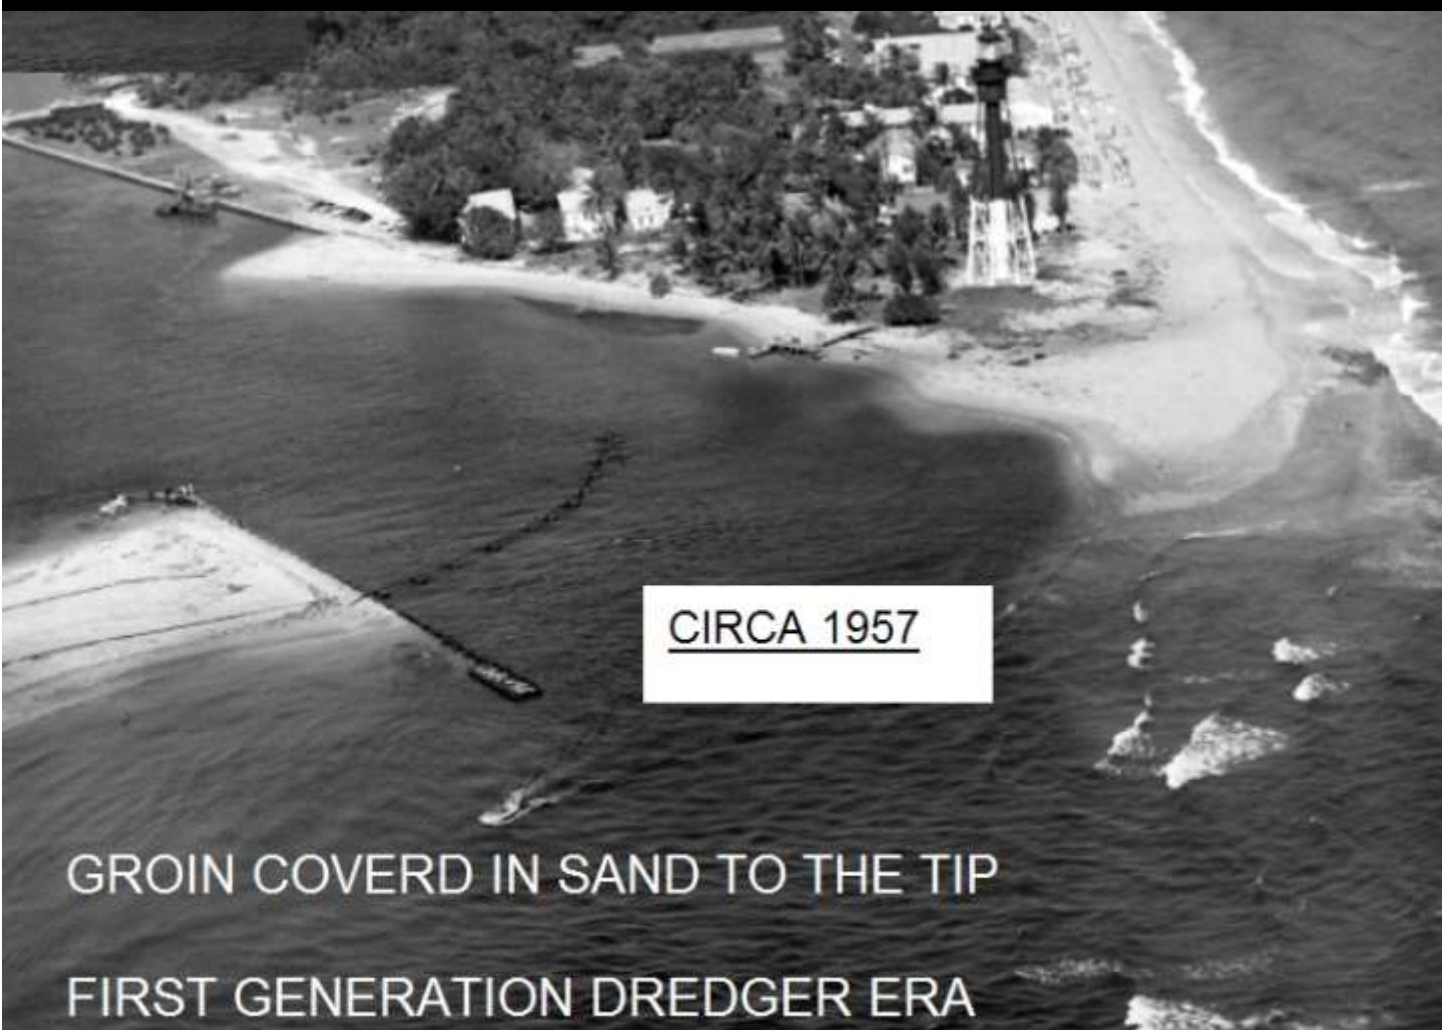 CIRCA 1957
GROIN COVERD IN SAND TO THE TIP
FIRST GENERATION DREDGER ERA